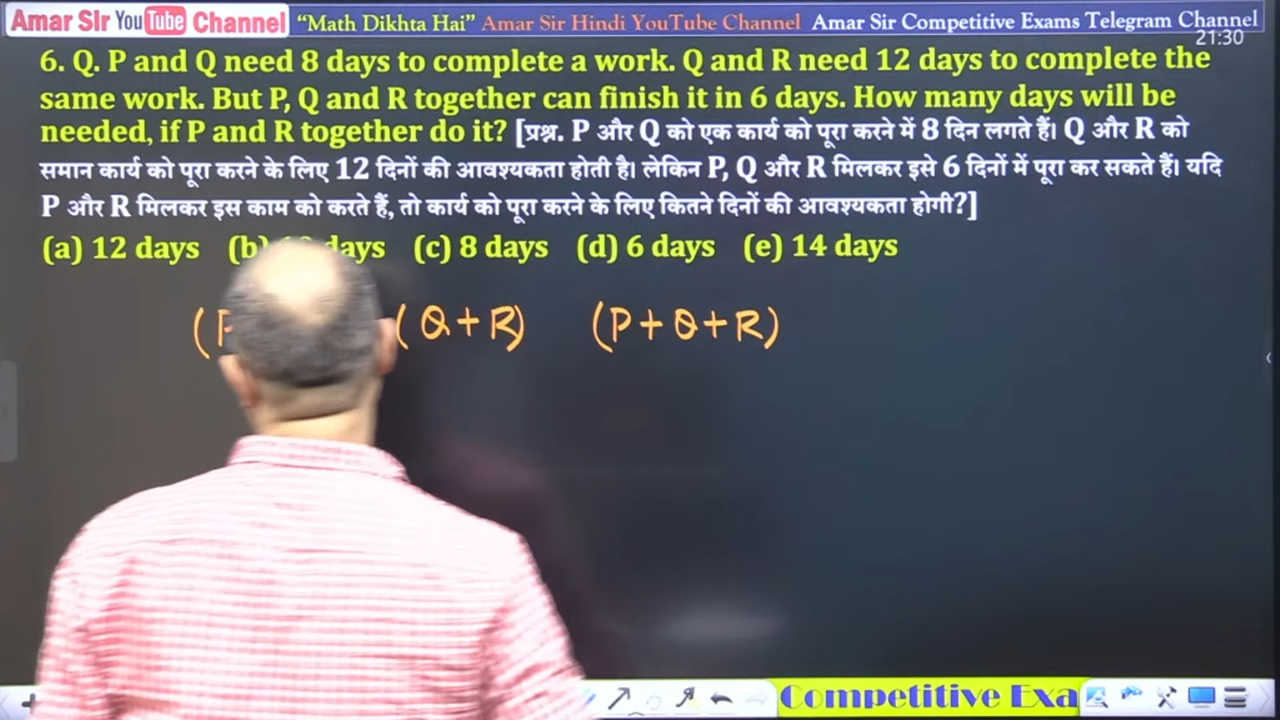 Amar SIr YouTube Channel “Math Dikhta Hai” Amar Sir Hindi YouTube Channel Amar Sir Competitive Exams Telegram Channel
21:30
6. Q. P and Q need 8 days to complete a work. Q and R need 12 days to complete the
same work. But P, Q and R together can finish it in 6 days. How many days will be
needed, if P and R together do it? [प्रश्न. P और Q को एक कार्य को पूरा करने में 8 दिन लगते हैं। Q और R को
समान कार्य को पूरा करने के लिए 12 दिनों की आवश्यकता होती है। लेकिन P, Q और R मिलकर इसे 6 दिनों में पूरा कर सकते हैं। यदि
P और R मिलकर इस काम को करते हैं, तो कार्य को पूरा करने के लिए कितने दिनों की आवश्यकता होगी?]
(a) 12 days (b) days (c) 8 days (d) 6 days (e) 14 days
(P (Q+R) (P+Q+R)
Competitive Exa